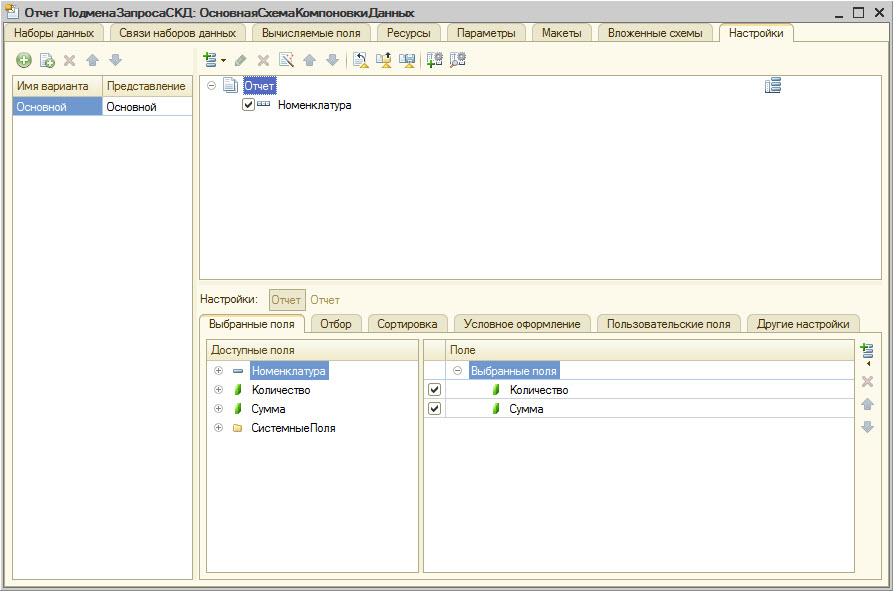 Отчет ПодменаЗапросаСКД: ОсновнаяСхемаКомпоновкиДанных
Наборы данных Связи наборов данных Вычисляемые поля Ресурсы Параметры Макеты Вложенные схемы Настройки
Имя варианта Представление
Основной Основной
Отчет
Номенклатура
Настройки: Отчет Отчет
Выбранные поля Отбор Сортировка Условное оформление Пользовательские поля Другие настройки
Доступные поля
Номенклатура
Количество
Сумма
СистемныеПоля
Поле
Выбранные поля
Количество
Сумма